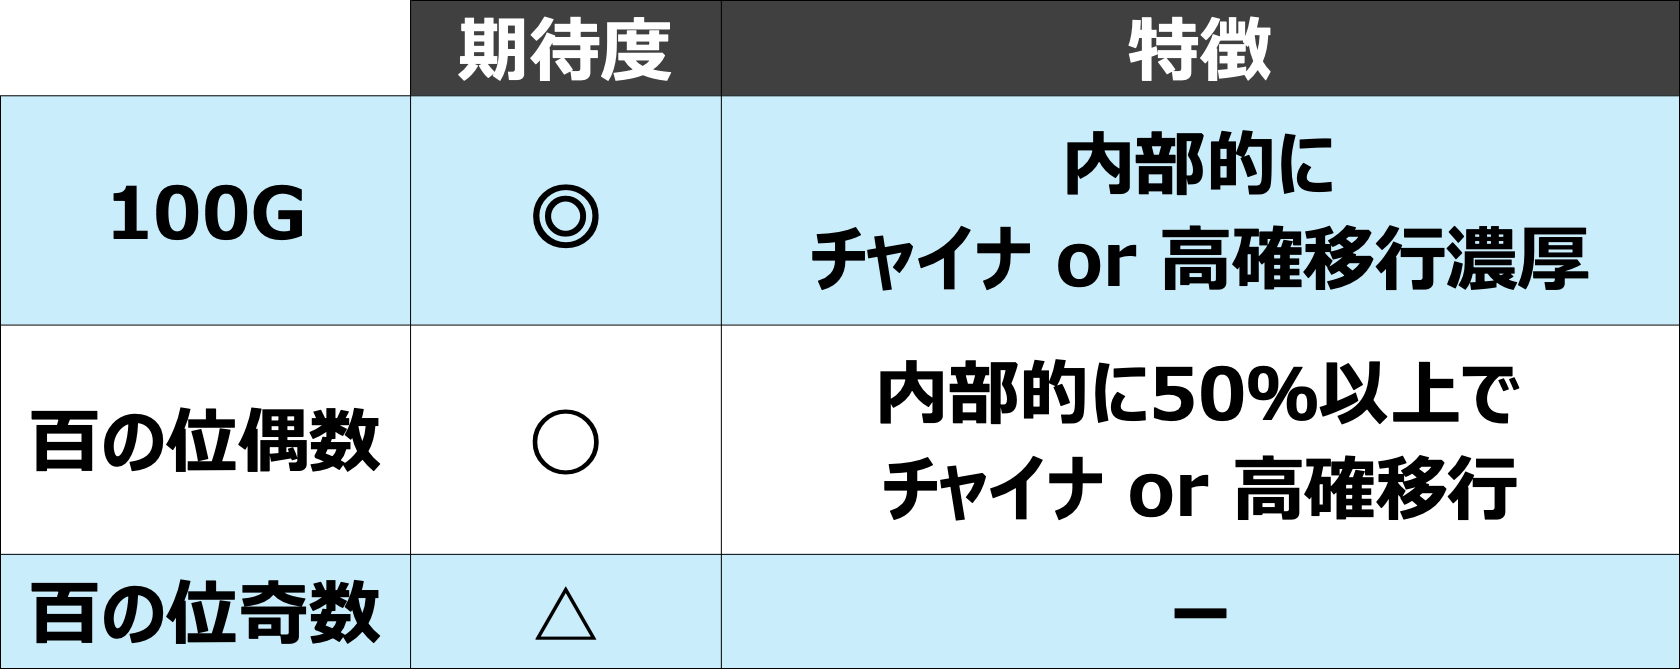 期待度
特徴
100G
◎
内部的に
チャイナ or 高確移行濃厚
百の位偶数
○
内部的に50%以上で
チャイナ or 高確移行
百の位奇数
△
ー